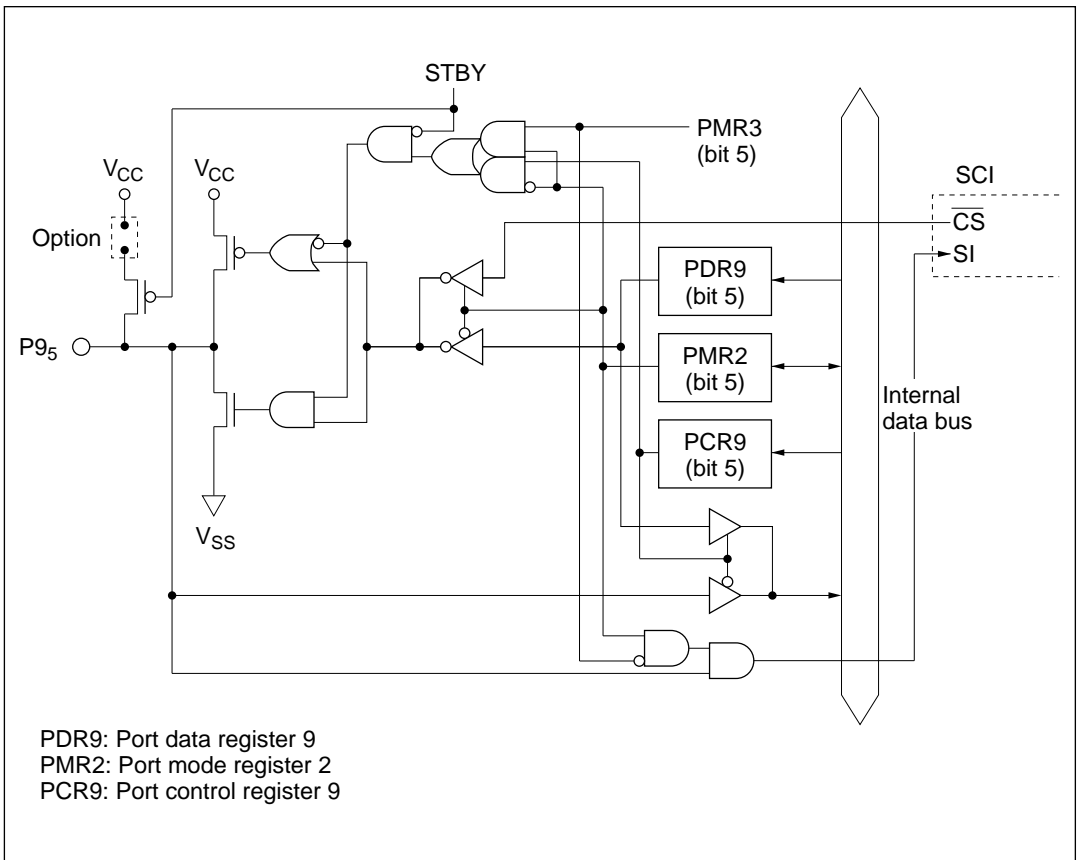 STBY
PMR3
(bit 5)
VCC
VCC
SCI
CS
Option
SI
PDR9
(bit 5)
P95
PMR2
(bit 5)
Internal
data bus
PCR9
(bit 5)
VSS
PDR9: Port data register 9
PMR2: Port mode register 2
PCR9: Port control register 9